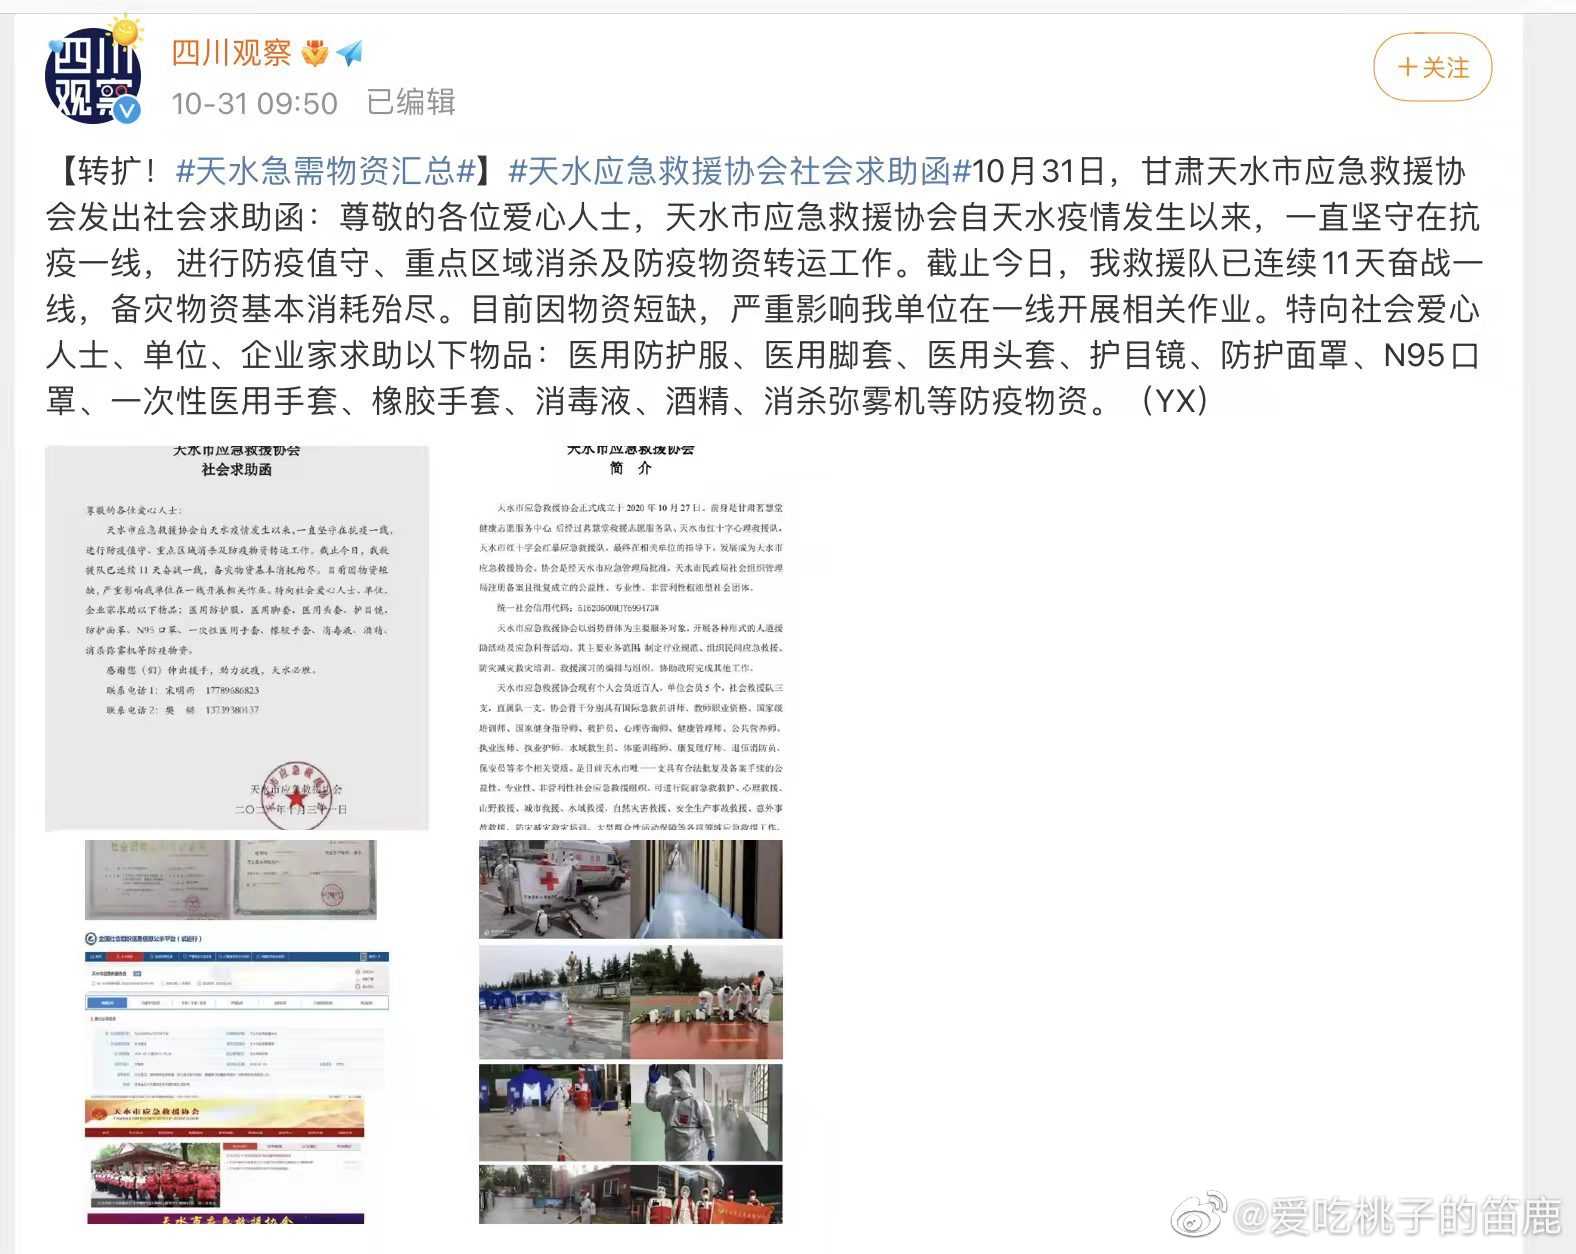 四川观察
四川观察
10-31 09:50 已编辑
+关注
【转扩！#天水急需物资汇总#】#天水应急救援协会社会求助函#10月31日，甘肃天水市应急救援协
会发出社会求助函：尊敬的各位爱心人士，天水市应急救援协会自天水疫情发生以来，一直坚守在抗
疫一线，进行防疫值守、重点区域消杀及防疫物资转运工作。截止今日，我救援队已连续11天奋战一
线，备灾物资基本消耗殆尽。目前因物资短缺，严重影响我单位在一线开展相关作业。特向社会爱心
人士、单位、企业家求助以下物品：医用防护服、医用脚套、医用头套、护目镜、防护面罩、N95口
罩、一次性医用手套、橡胶手套、消毒液、酒精、消杀弥雾机等防疫物资。（YX）
天水市应急救援协会
社会求助函
尊敬的各位爱心人士：
天水市应急救援协会自天水疫情发生以来，一直坚守在抗疫一线，
进行防疫值守、重点区域消杀及防疫物资转运工作。截止今日，我救
援队已连续 11 天奋战一线，备灾物资基本消耗殆尽。目前因物资短
缺，严重影响我单位在一线开展相关作业。特向社会爱心人士、单位、
企业家求助以下物品：医用防护服、医用脚套、医用头套、护目镜、
防护面罩、N95 口罩、一次性医用手套、橡胶手套、消毒液、酒精、
消杀弥雾机等防疫物资。
感谢您（们）伸出援手，助力抗疫，天水必胜。
联系电话 1： 宋明 17789686823
联系电话 2： 樊 13739380137
天水市应急救援协会
二〇二一年十月三十一日
天水市应急救援协会
简 介
天水市应急救援协会正式成立于 2020 年 10 月 27 日。前身是甘肃茗慧堂
健康志愿服务中心，后经过茗慧堂救援志愿服务队、天水市红十字心理救援队、
天水市红十字会红慕应急救援队，最终在相关单位的指导下，发展成为天水市
应急救援协会。协会是经天水市应急管理局批准，天水市民政局社会组织管理
局注册备案且批复成立的公益性、专业性、非营利性枢纽型社会团体。
统一社会信用代码：51620500MJY699473W
天水市应急救援协会以弱势群体为主要服务对象，开展各种形式的人道援
助活动及应急科普活动。其主要业务范围：制定行业规范、组织民间应急救援、
防灾减灾救灾培训、救援演习的编排与组织、协助政府完成其他工作。
天水市应急救援协会现有个人会员近百人，单位会员 5 个，社会救援队三
支，直属队一支。协会骨干分别具有国际急救员讲师、教师职业资格、国家级
培训师、国家健身指导师、救护员、心理咨询师、健康管理师、公共营养师、
执业医师、执业护师、水域救生员、体能训练师、康复理疗师、退伍消防员、
保安员等多个相关资质。是目前天水市唯一一支具有合法批复及备案手续的公
益性、专业性、非营利性社会应急救援组织。可进行院前急救救护、心理救援、
山野救援、城市救援、水域救援、自然灾害救援、安全生产事故救援、意外事
故救援、防灾减灾救灾培训、大型群众性运动保障等各领域应急救援工作。
全国社会组织信用信息公示平台（试运行）
天水市应急救援协会
天水市应急救援协会
@爱吃桃子的笛鹿